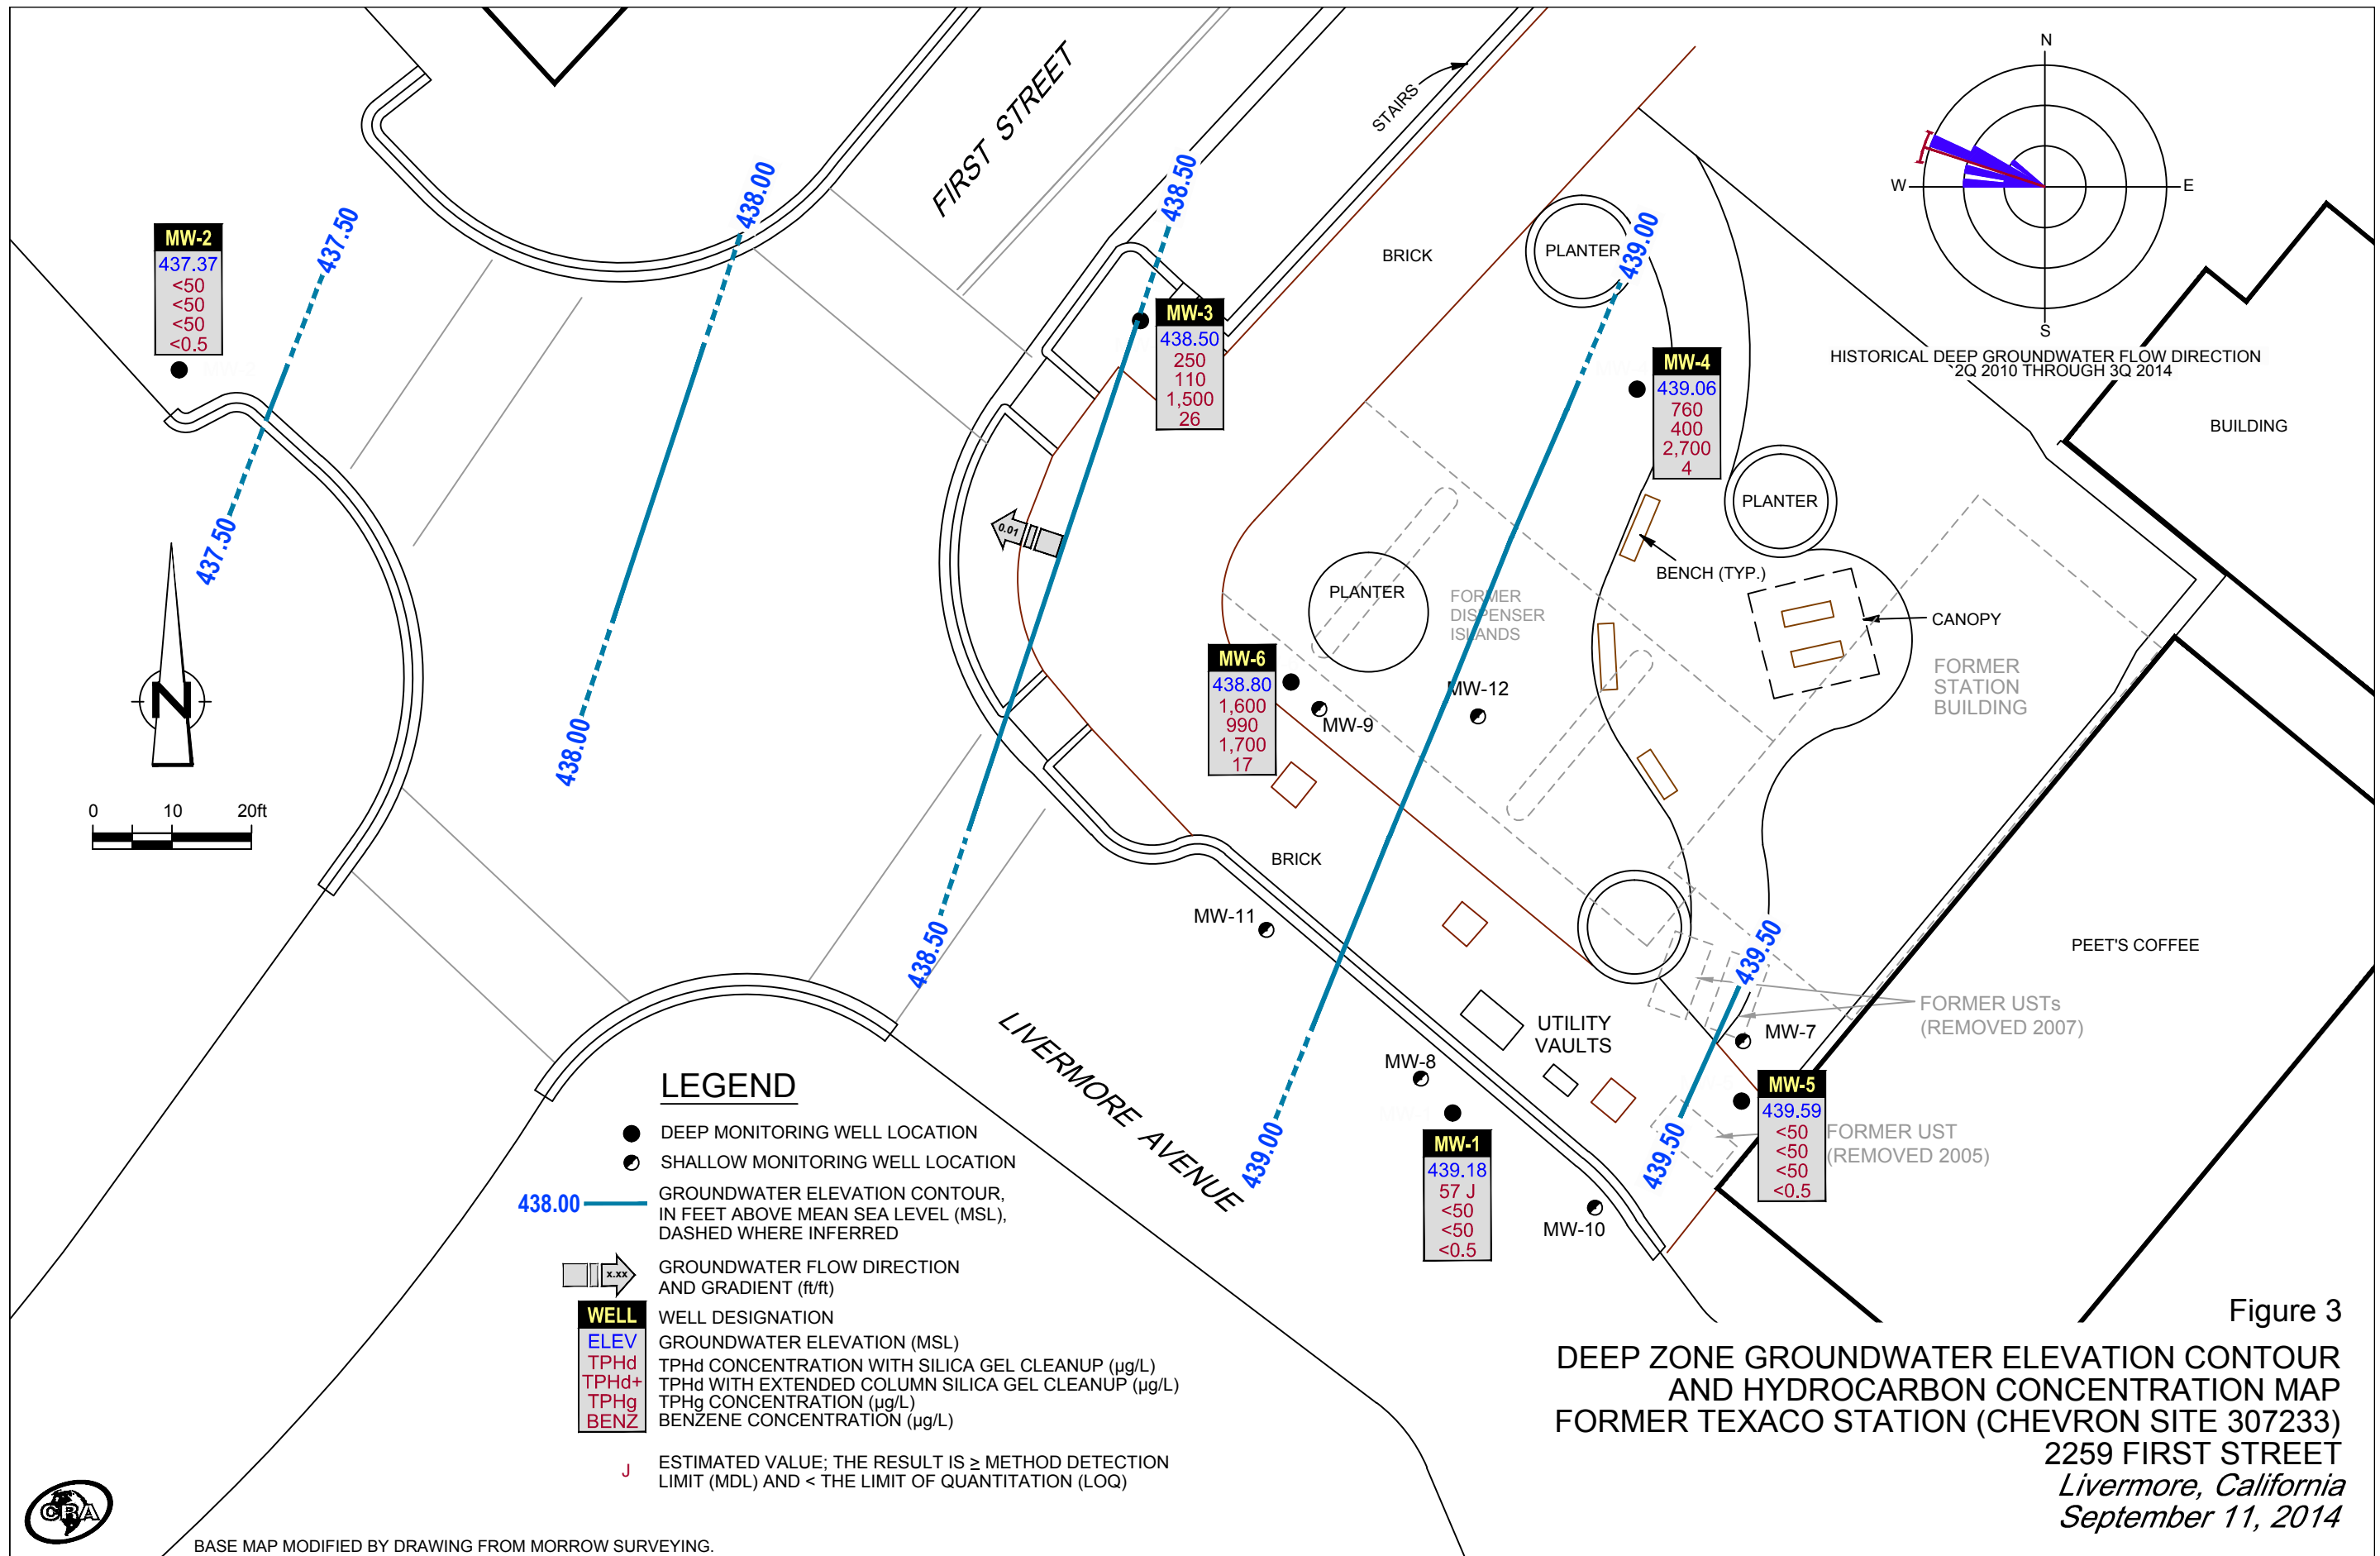 FIRST STREET
STAIRS
N
W
E
S
HISTORICAL DEEP GROUNDWATER FLOW DIRECTION
2Q 2010 THROUGH 3Q 2014
437.50
438.00
438.50
439.00
MW-2
437.37
<50
<50
<50
<0.5
BRICK
PLANTER
MW-3
438.50
250
110
1,500
26
MW-4
439.06
760
400
2,700
4
BUILDING
PLANTER
437.50
0.01
BENCH (TYP.)
PLANTER
FORMER
DISPENSER
ISLANDS
CANOPY
FORMER
STATION
BUILDING
MW-6
438.80
1,600
990
1,700
17
MW-9
MW-12
N
438.00
0 10 20ft
BRICK
MW-11
438.50
439.50
PEET'S COFFEE
FORMER USTs
(REMOVED 2007)
UTILITY
VAULTS
MW-7
LIVERMORE AVENUE
MW-8
MW-5
439.59
<50
<50
<50
<0.5
FORMER UST
(REMOVED 2005)
439.00
439.50
MW-1
439.18
57 J
<50
<50
<0.5
MW-10
LEGEND
DEEP MONITORING WELL LOCATION
SHALLOW MONITORING WELL LOCATION
438.00
GROUNDWATER ELEVATION CONTOUR,
IN FEET ABOVE MEAN SEA LEVEL (MSL),
DASHED WHERE INFERRED
x.xx
GROUNDWATER FLOW DIRECTION
AND GRADIENT (ft/ft)
WELL WELL DESIGNATION
ELEV GROUNDWATER ELEVATION (MSL)
TPHd TPHd CONCENTRATION WITH SILICA GEL CLEANUP (µg/L)
TPHd+ TPHd WITH EXTENDED COLUMN SILICA GEL CLEANUP (µg/L)
TPHg TPHg CONCENTRATION (µg/L)
BENZ BENZENE CONCENTRATION (µg/L)
J ESTIMATED VALUE; THE RESULT IS ≥ METHOD DETECTION
LIMIT (MDL) AND < THE LIMIT OF QUANTITATION (LOQ)
Figure 3
DEEP ZONE GROUNDWATER ELEVATION CONTOUR
AND HYDROCARBON CONCENTRATION MAP
FORMER TEXACO STATION (CHEVRON SITE 307233)
2259 FIRST STREET
Livermore, California
September 11, 2014
CRA
BASE MAP MODIFIED BY DRAWING FROM MORROW SURVEYING.